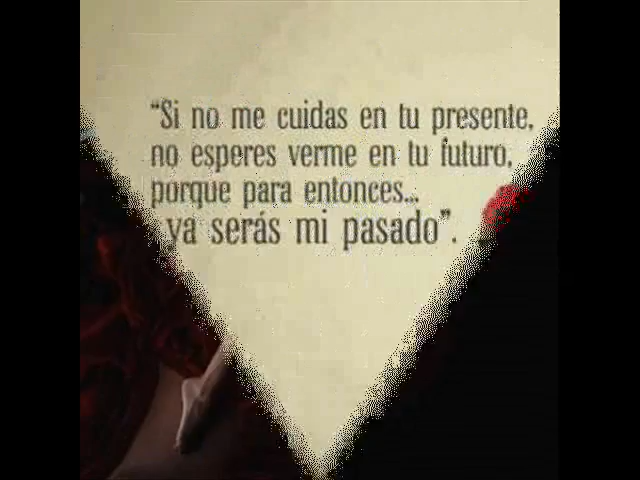 “Si no me cuidas en tu presente,
no esperes verme en tu futuro,
porque para entonces...
ya serás mi pasado”.